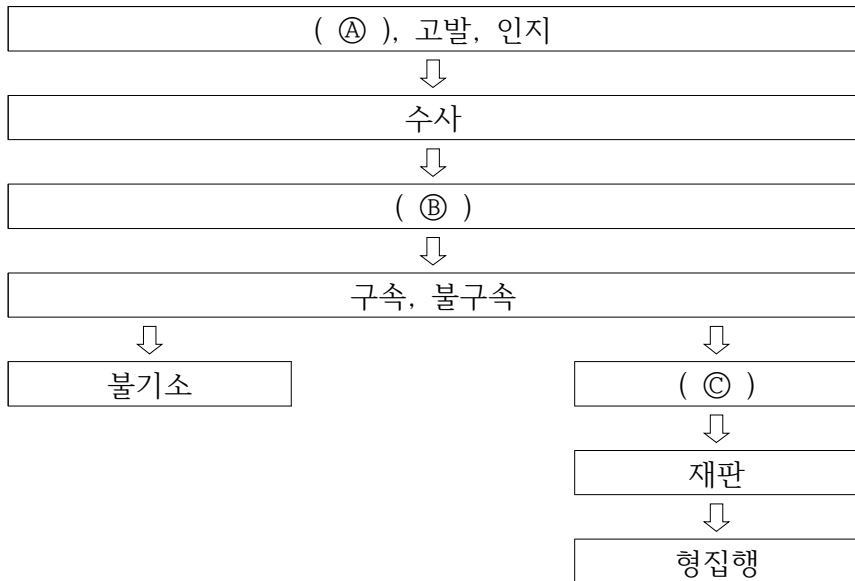 ( Ⓐ ), 고발, 인지
수사
( Ⓑ )
구속, 불구속
불기소
( Ⓒ )
재판
형집행